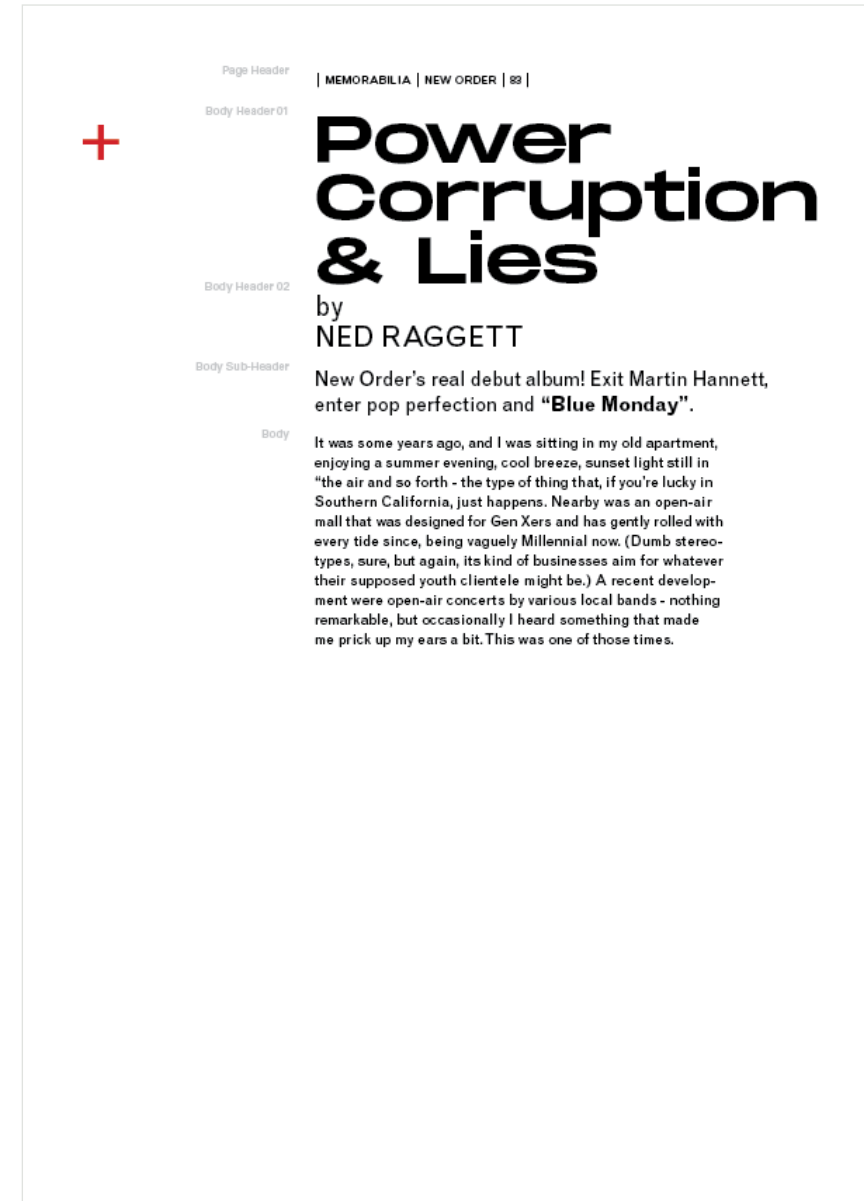 Page Header
| MEMORABILIA | NEW ORDER | 83 |
Body Header 01
+
Power
Corruption
& Lies
Body Header 02
by
NED RAGGETT
Body Sub-Header
New Order’s real debut album! Exit Martin Hannett,
enter pop perfection and “Blue Monday”.
Body
It was some years ago, and I was sitting in my old apartment,
enjoying a summer evening, cool breeze, sunset light still in
“the air and so forth - the type of thing that, if you’re lucky in
Southern California, just happens. Nearby was an open-air
mall that was designed for Gen Xers and has gently rolled with
every tide since, being vaguely Millennial now. (Dumb stereo-
types, sure, but again, its kind of businesses aim for whatever
their supposed youth clientele might be.) A recent develop-
ment were open-air concerts by various local bands - nothing
remarkable, but occasionally I heard something that made
me prick up my ears a bit. This was one of those times.